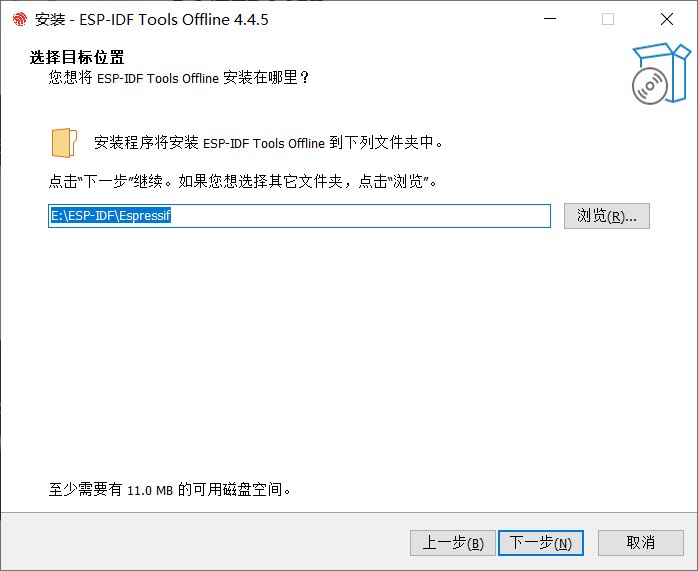 安装 - ESP-IDF Tools Offline 4.4.5
选择目标位置
您想将 ESP-IDF Tools Offline 安装在哪里？
安装程序将安装 ESP-IDF Tools Offline 到下列文件夹中。
点击“下一步”继续。如果您想选择其它文件夹，点击“浏览”。
E:\ESP-IDF\Espressif
浏览(R)...
至少需要有 11.0 MB 的可用磁盘空间。
上一步(B) 下一步(N) 取消